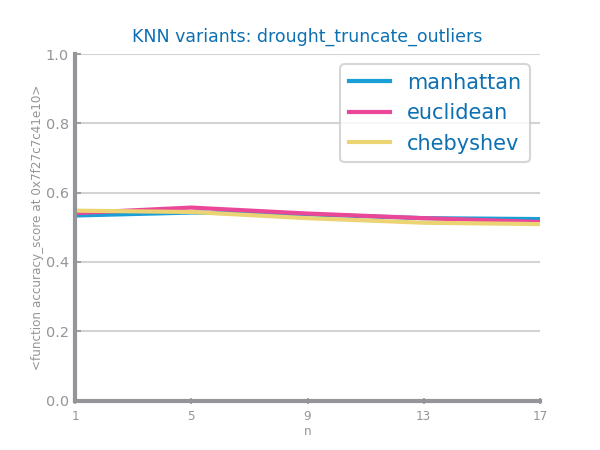 KNN variants: drought_truncate_outliers
<function accuracy_score at 0x7f27c7c41e10>
1.0
0.8
0.6
0.4
0.2
0.0
manhattan
euclidean
chebyshev
1 5 9 13 17
n